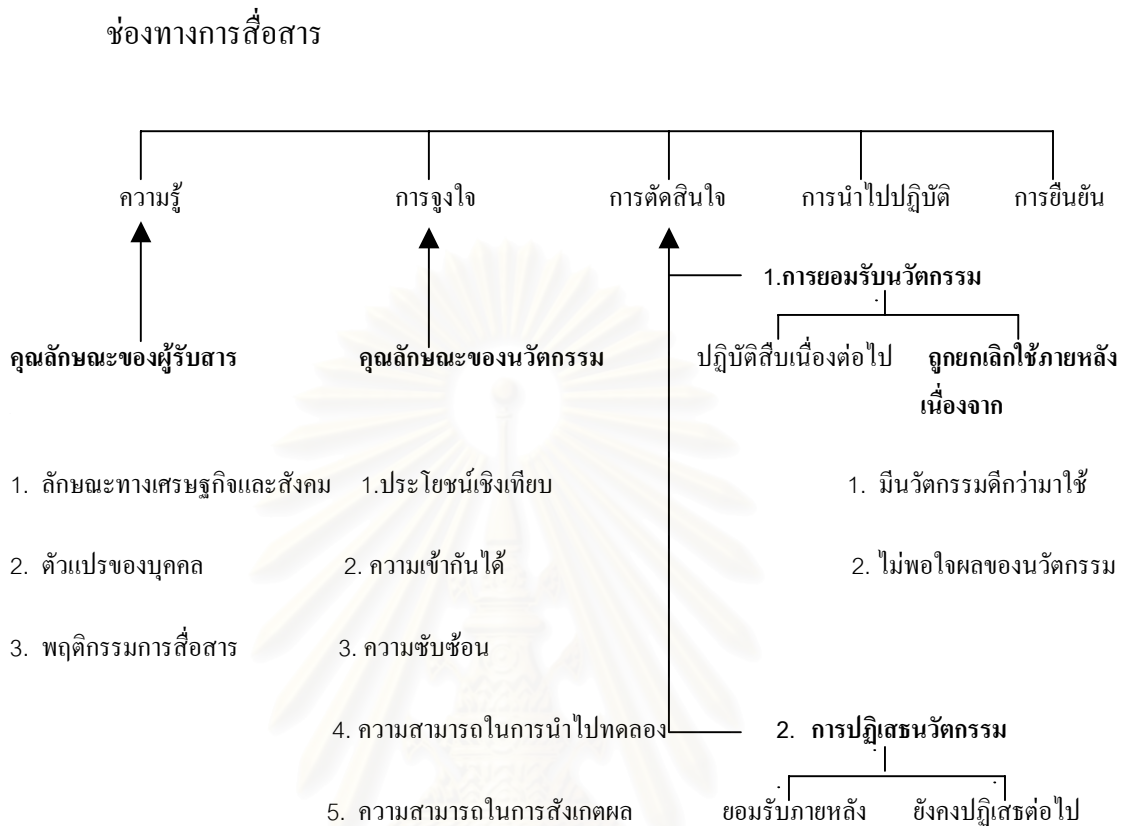 ช่องทางการสื่อสาร
ความรู้ การจูงใจ การตัดสินใจ การนำไปปฏิบัติ การยืนยัน
1.การยอมรับนวัตกรรม
คุณลักษณะของผู้รับสาร คุณลักษณะของนวัตกรรม ปฏิบัติสืบเนื่องต่อไป ถูกยกเลิกใช้ภายหลัง
เนื่องจาก
1. ลักษณะทางเศรษฐกิจและสังคม 1.ประโยชน์เชิงเทียบ 1. มีนวัตกรรมดีกว่ามาใช้
2. ตัวแปรของบุคคล 2. ความเข้ากันได้ 2. ไม่พอใจผลของนวัตกรรม
3. พฤติกรรมการสื่อสาร 3. ความซับซ้อน
4. ความสามารถในการนำไปทดลอง 2. การปฏิเสธนวัตกรรม
5. ความสามารถในการสังเกตผล ยอมรับภายหลัง ยังคงปฏิเสธต่อไป